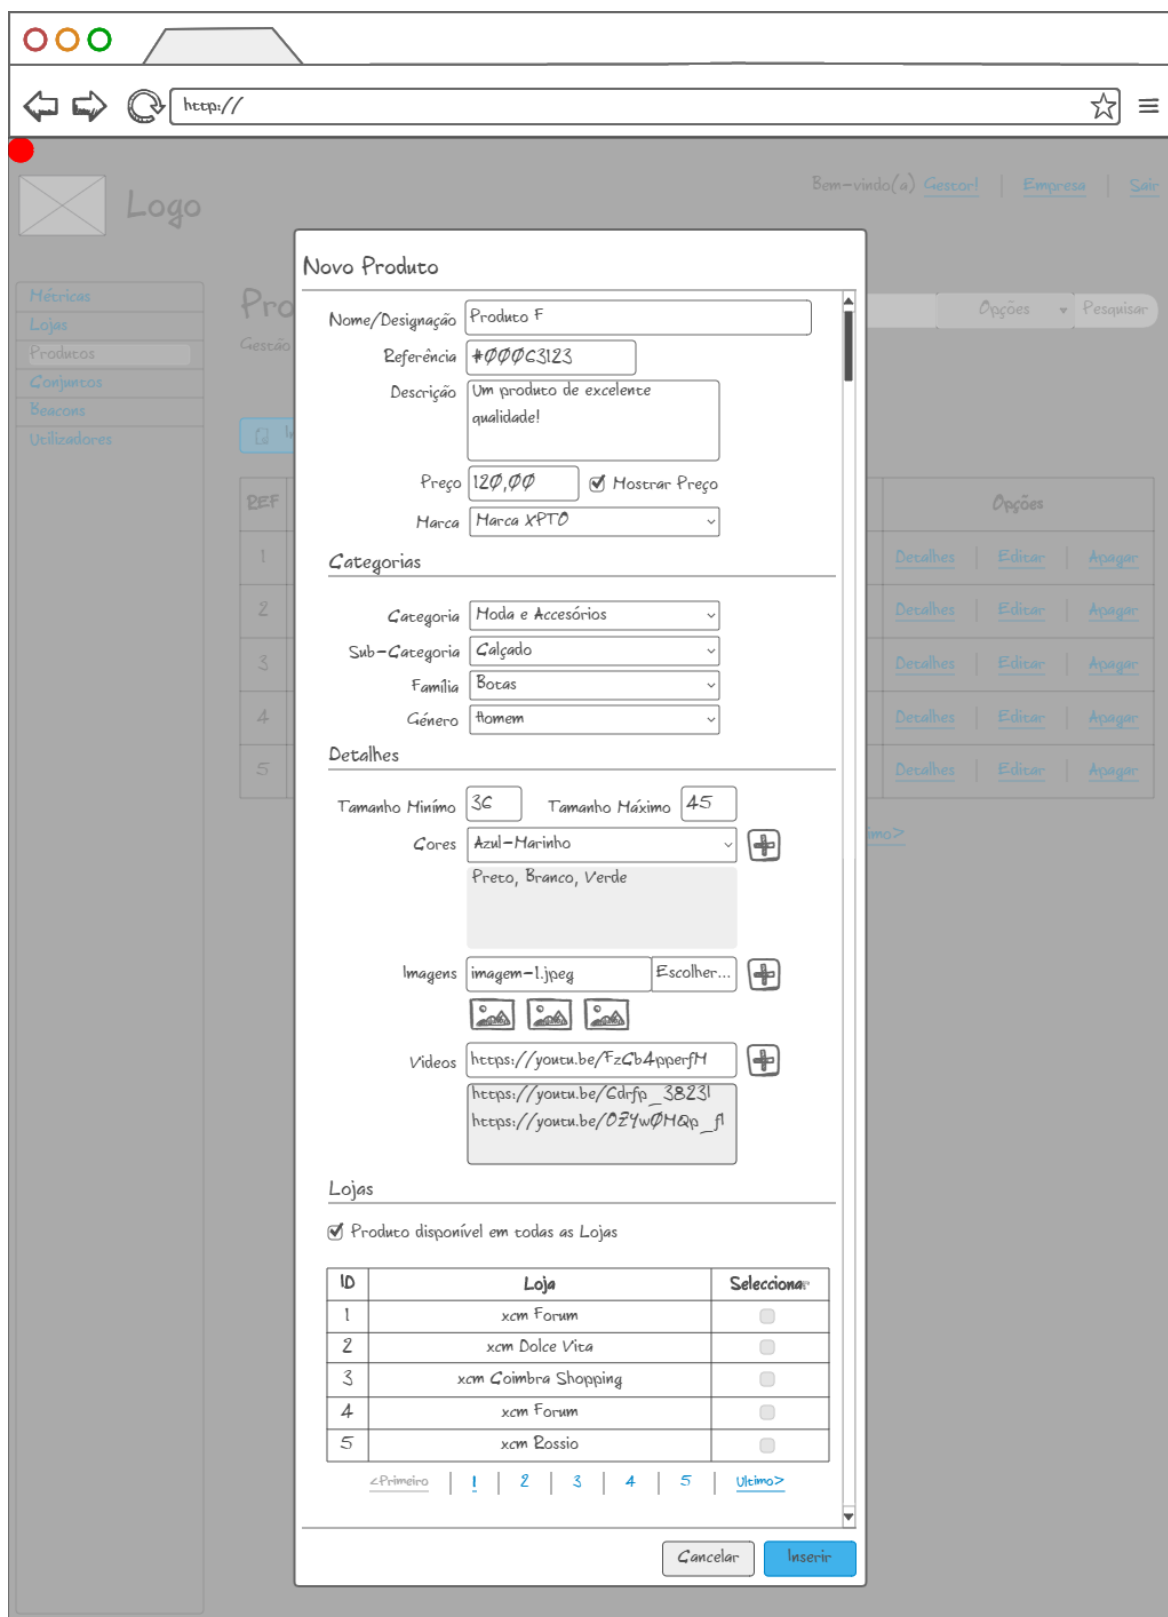 http://
Bem-vindo(a) Gestor! Empresa Sair
Logo
Novo Produto
Métricas
Lojas
Produtos
Conjuntos
Beacons
Utilizadores
Pro
Gestão
Opções Pesquisar
In
Nome/Designação Produto F
Referência #00063123
Descrição Um produto de excelente
qualidade!
Preço 120,00 Mostrar Preço
Marca Marca XPTO
REF Opções
1 Detalhes Editar Apagar
2 Detalhes Editar Apagar
3 Detalhes Editar Apagar
4 Detalhes Editar Apagar
5 Detalhes Editar Apagar
imo>
Categorias
Categoria Moda e Accesórios
Sub-Categoria Calçado
Família Botas
Género Homem
Detalhes
Tamanho Minímo 36 Tamanho Máximo 45
Cores Azul-Marinho
Preto, Branco, Verde
Imagens imagem-1.jpeg Escolher...
Videos https://youtu.be/FzCb4pperfM
https://youtu.be/Gdrfp_38231
https://youtu.be/OZYw0MQp_f1
Lojas
Produto disponível em todas as Lojas
ID Loja Seleccionar
1 xcm Forum
2 xcm Dolce Vita
3 xcm Coimbra Shopping
4 xcm Forum
5 xcm Rossio
<Primeiro 1 2 3 4 5 Ultimo>
Cancelar Inserir